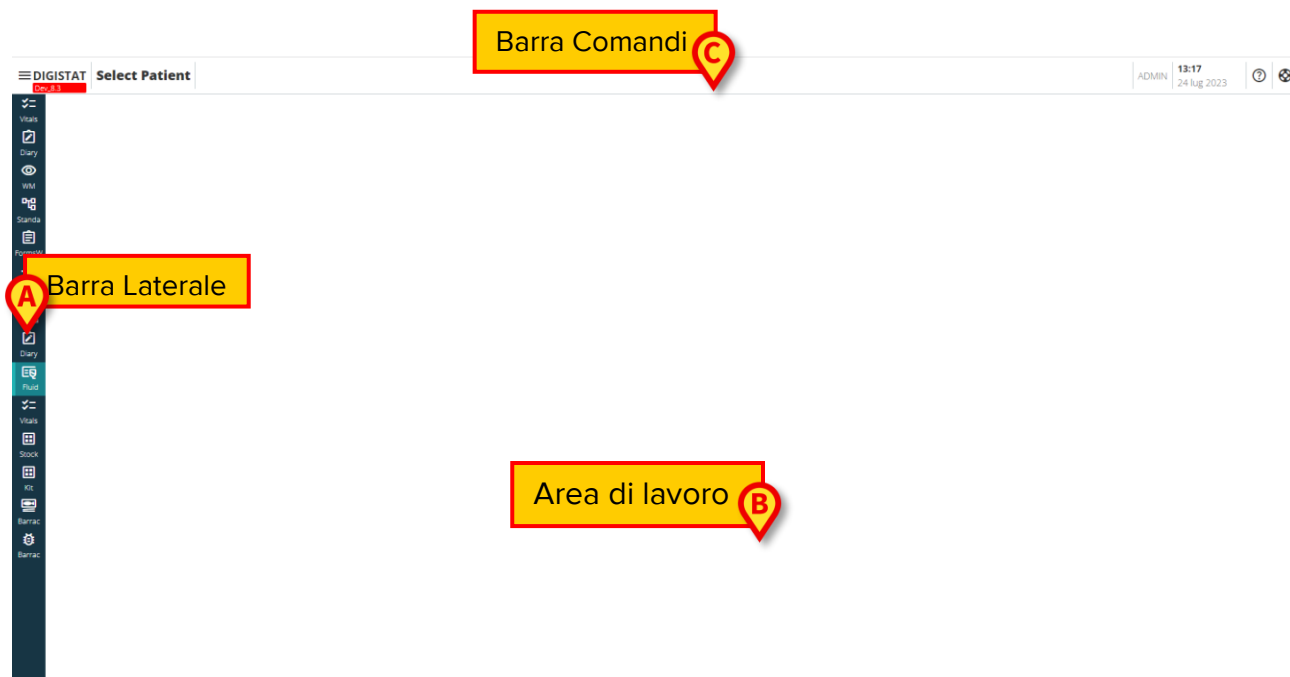 Barra Comandi
C
DIGISTAT
Select Patient
ADMIN
13:17
24 lug 2023
Dev_8.3
Vitals
Diary
WM
Standa
FormsW
Barra Laterale
A
Diary
Fluid
Vitals
Stock
Kit
Area di lavoro
B
Barrac
Barrac